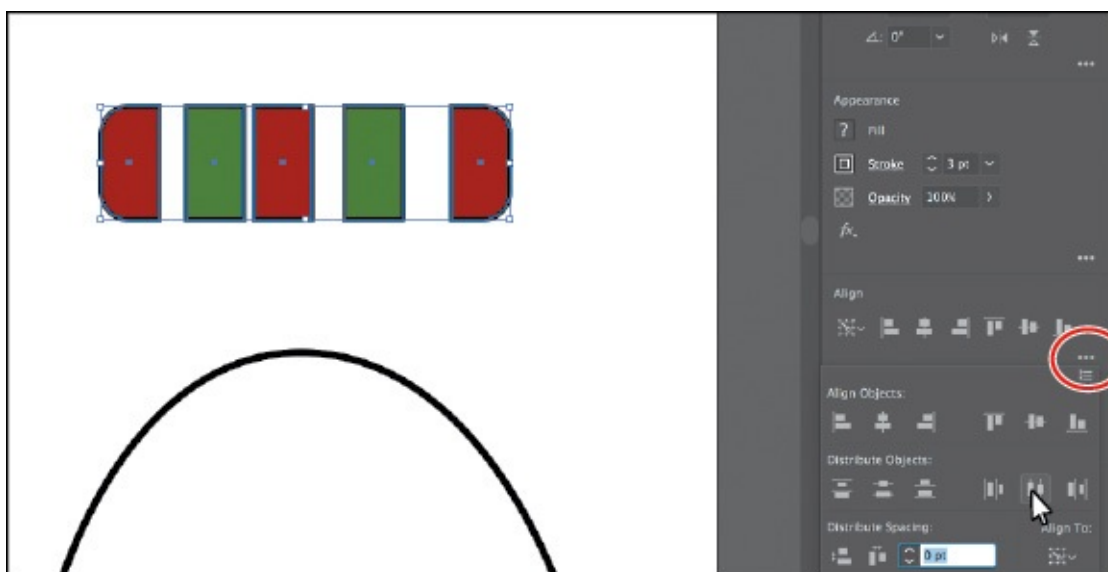 0°
Appearance
? Fill
Stroke 3 pt
Opacity 100%
fx.
Align
Align Objects:
Distribute Objects:
Distribute Spacing: Align To:
0 pt